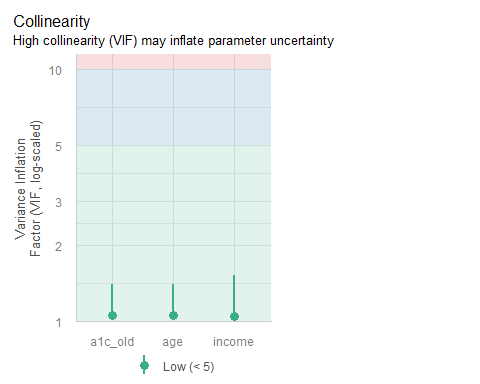 Collinearity
High collinearity (VIF) may inflate parameter uncertainty
Variance Inflation
Factor (VIF, log-scaled)
10
5
3
2
1
a1c_old age income
Low (< 5)